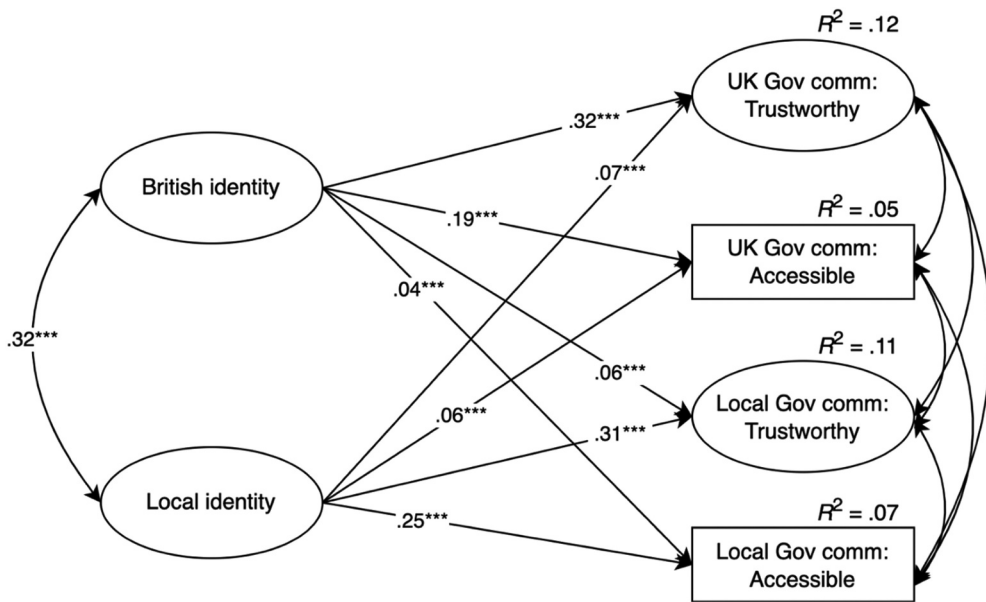 R² = .12
UK Gov comm:
Trustworthy
.32***
.07***
British identity
R² = .05
.19***
UK Gov comm:
Accessible
.04***
.32***
R² = .11
.06***
Local Gov comm:
Trustworthy
.06***
.31***
Local identity
R² = .07
.25***
Local Gov comm:
Accessible